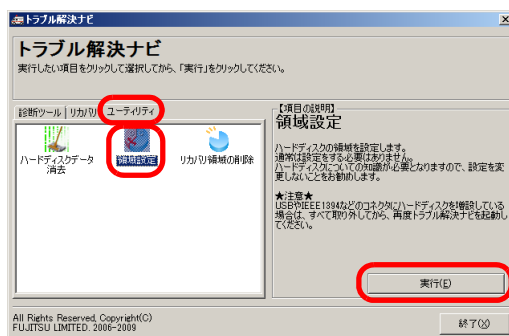 トラブル解決ナビ
トラブル解決ナビ
実行したい項目をクリックして選択してから、「実行」をクリックしてください。
診断ツール リカバリ ユーティリティ
ハードディスクデータ
消去
領域設定
リカバリ領域の削除
【項目の説明】
領域設定
ハードディスクの領域を設定します。
通常は設定をする必要はありません。
ハードディスクについての知識が必要となりますので、設定を変
更しないことをお勧めします。
★注意★
USBやIEEE1394などのコネクタにハードディスクを増設している
場合は、すべて取り外してから、再度トラブル解決ナビを起動し
てください。
実行(E)
All Rights Reserved, Copyright(C)
FUJITSU LIMITED. 2006-2009
終了(X)